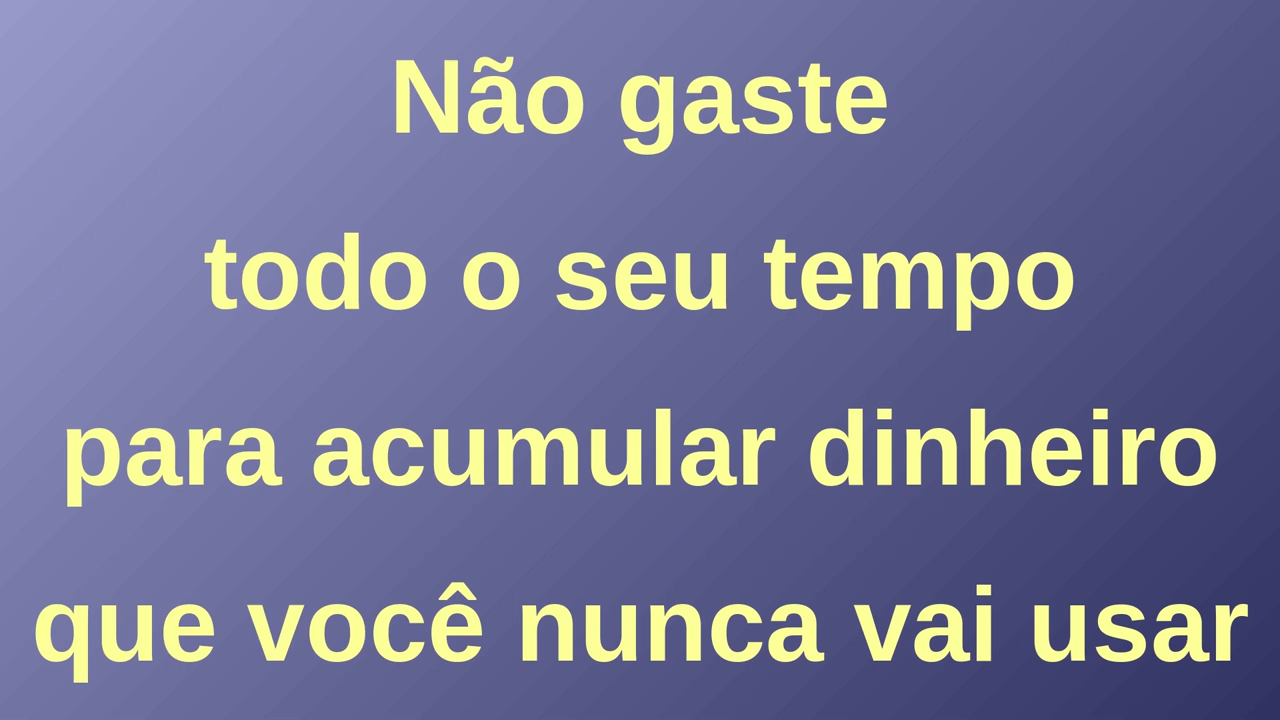 Não gaste
todo o seu tempo
para acumular dinheiro
que você nunca vai usar